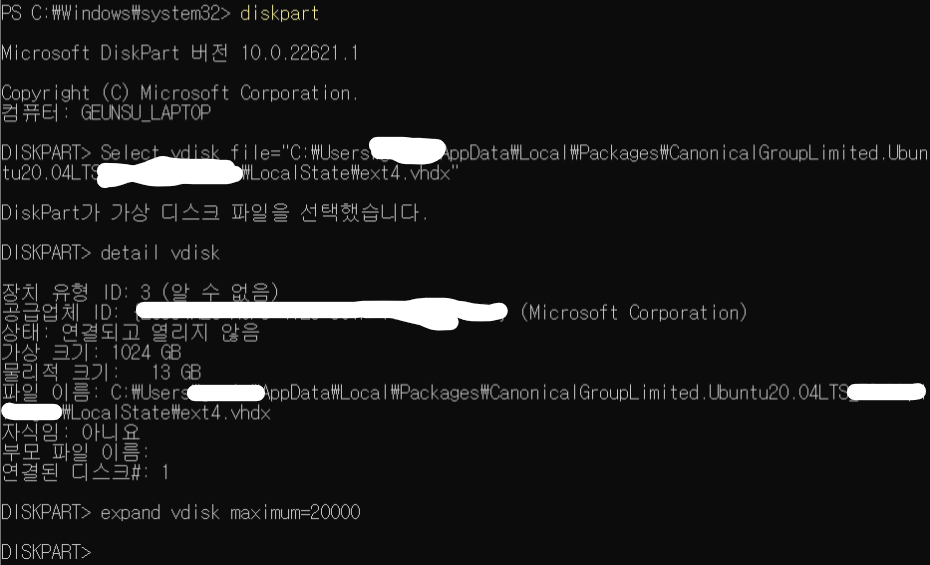 PS C:₩Windows₩system32> diskpart
Microsoft DiskPart 버전 10.0.22621.1
Copyright (C) Microsoft Corporation.
컴퓨터: GEUNSU_LAPTOP
DISKPART> Select vdisk file="C:₩Users AppData₩Local₩Packages₩CanonicalGroupLimited.Ubun
tu20.04LTS ₩LocalState₩ext4.vhdx"
DiskPart가 가상 디스크 파일을 선택했습니다.
DISKPART> detail vdisk
장치 유형 ID: 3 (알 수 없음)
공급업체 ID: (Microsoft Corporation)
상태: 연결되고 열리지 않음
가상 크기: 1024 GB
물리적 크기: 13 GB
파일 이름: C:₩Users AppData₩Local₩Packages₩CanonicalGroupLimited.Ubuntu20.04LTS_
₩LocalState₩ext4.vhdx
자식임: 아니요
부모 파일 이름:
연결된 디스크#: 1
DISKPART> expand vdisk maximum=20000
DISKPART>